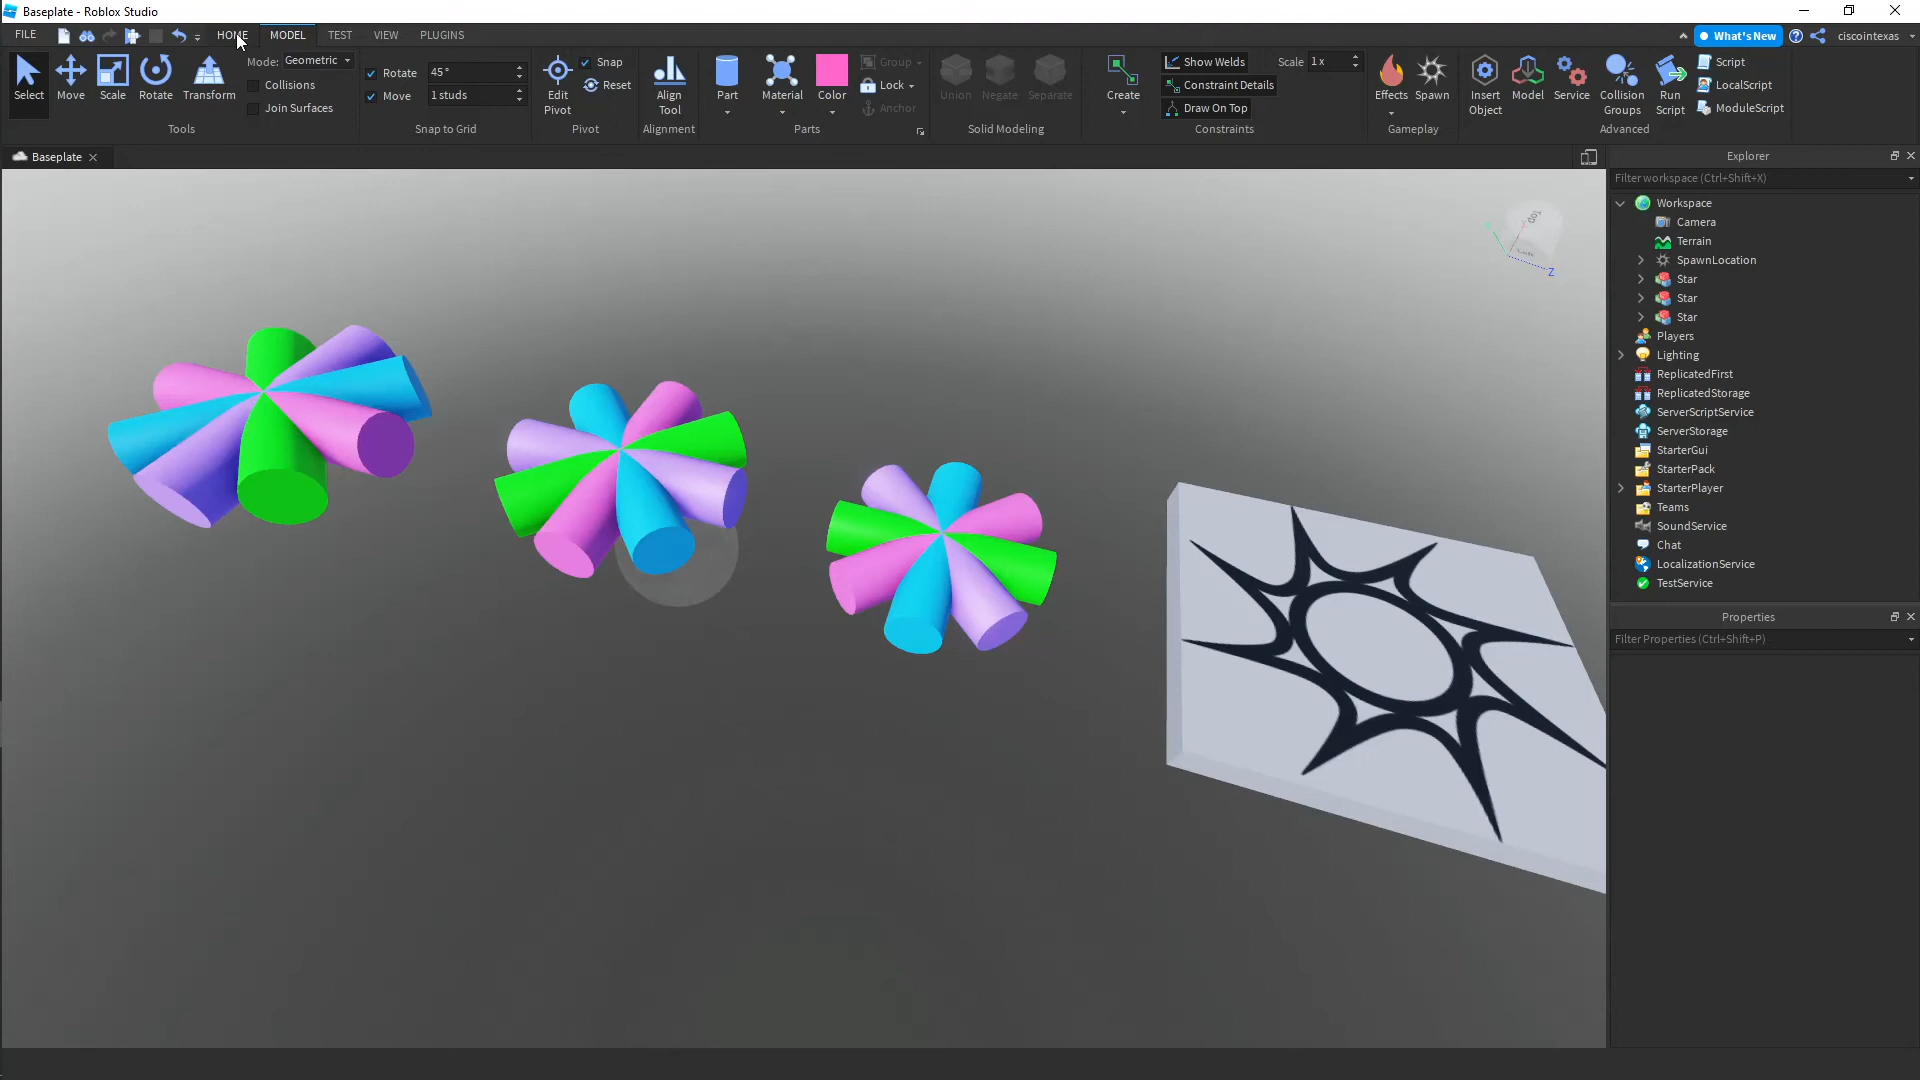 Baseplate - Roblox Studio
FILE HOME MODEL TEST VIEW PLUGINS
What's New ciscointexas
Select Move Scale Rotate Transform
Mode: Geometric
Collisions
Join Surfaces
Tools
Rotate 45°
Move 1 studs
Snap to Grid
Edit Pivot
Snap
Reset
Pivot
Align Tool
Alignment
Part Material Color
Group
Lock
Anchor
Parts
Union Negate Separate
Solid Modeling
Create
Show Welds
Constraint Details
Draw On Top
Scale 1 x
Constraints
Effects Spawn
Gameplay
Insert Object
Model
Service
Collision Groups
Run Script
Script
LocalScript
ModuleScript
Advanced
Baseplate
Top
Z
Explorer
Filter workspace (Ctrl+Shift+X)
Workspace
Camera
Terrain
SpawnLocation
Star
Star
Star
Players
Lighting
ReplicatedFirst
ReplicatedStorage
ServerScriptService
ServerStorage
StarterGui
StarterPack
StarterPlayer
Teams
SoundService
Chat
LocalizationService
TestService
Properties
Filter Properties (Ctrl+Shift+P)